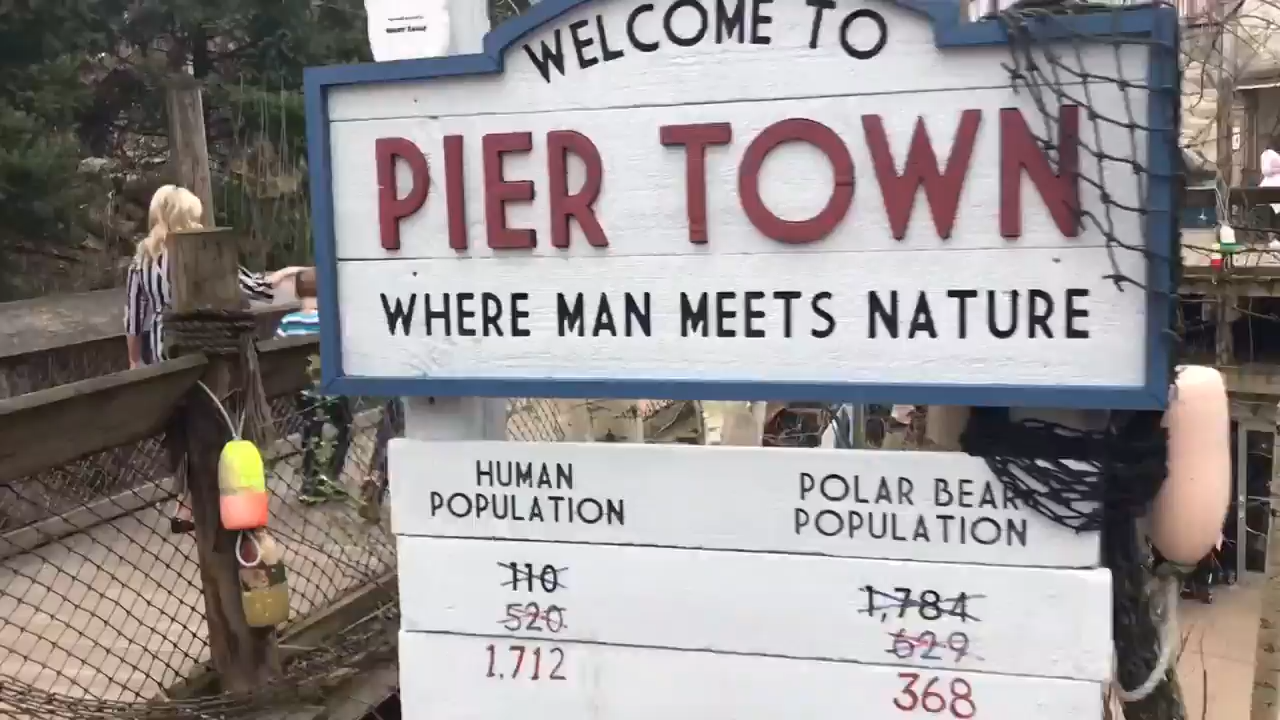 WELCOME TO
PIER TOWN
WHERE MAN MEETS NATURE
HUMAN
POPULATION
POLAR BEAR
POPULATION
110
520
1,712
1,784
629
368